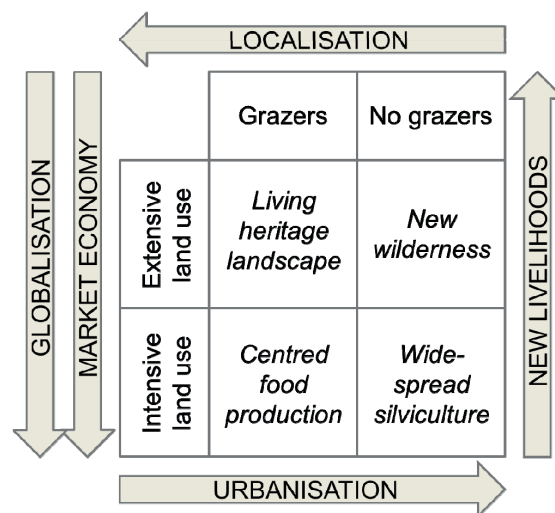 LOCALISATION
GLOBALISATION
MARKET ECONOMY
Grazers
No grazers
Extensive
land use
Living
heritage
landscape
New
wilderness
Intensive
land use
Centred
food
production
Wide-
spread
silviculture
NEW LIVELIHOODS
URBANISATION